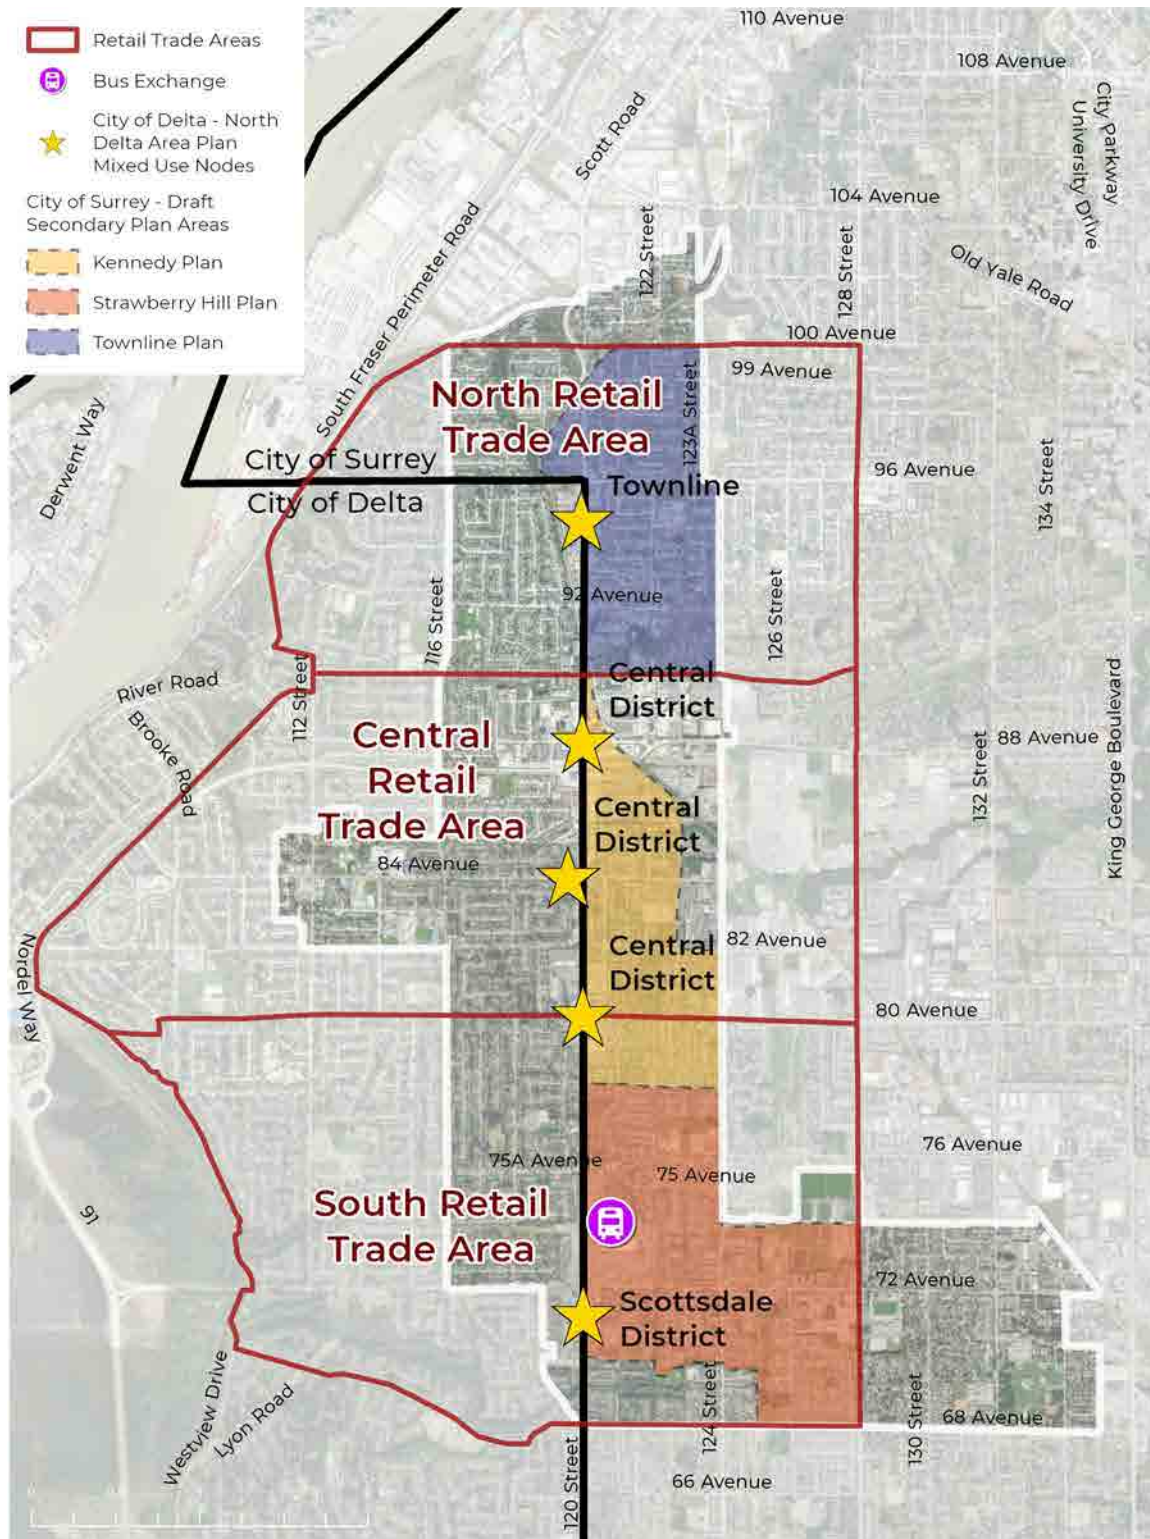 Retail Trade Areas
Bus Exchange
City of Delta - North
Delta Area Plan
Mixed Use Nodes
City of Surrey - Draft
Secondary Plan Areas
Kennedy Plan
Strawberry Hill Plan
Townline Plan
110 Avenue
108 Avenue
City Parkway
University Drive
Scott Road
104 Avenue
122 Street
128 Street
Old Yale Road
South Fraser Perimeter Road
100 Avenue
99 Avenue
123A Street
North Retail
Trade Area
Derwent Way
City of Surrey
City of Delta
96 Avenue
134 Street
Townline
92 Avenue
116 Street
126 Street
River Road
112 Street
Brooke Road
Central
District
Central
Retail
Trade Area
88 Avenue
132 Street
King George Boulevard
Central
District
84 Avenue
82 Avenue
Central
District
Nordel Way
80 Avenue
76 Avenue
75A Avenue
75 Avenue
South Retail
Trade Area
91
72 Avenue
Scottsdale
District
Westview Drive
Lyon Road
124 Street
130 Street
68 Avenue
66 Avenue
120 Street